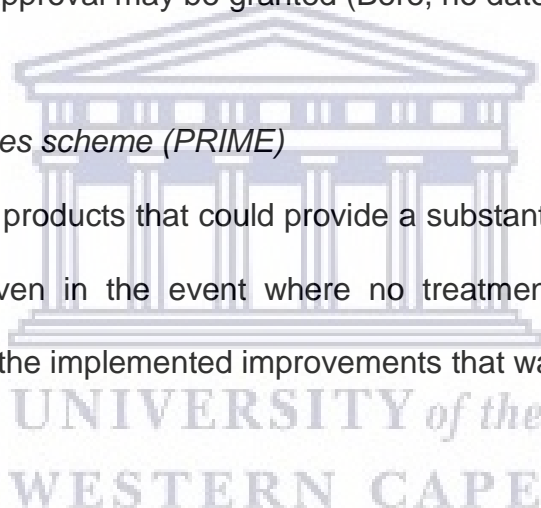 approval may be granted (Bere, no date
es scheme (PRIME)
products that could provide a substant
ven in the event where no treatmen
the implemented improvements that wa
UNIVERSITY of the
WESTERN CAPE